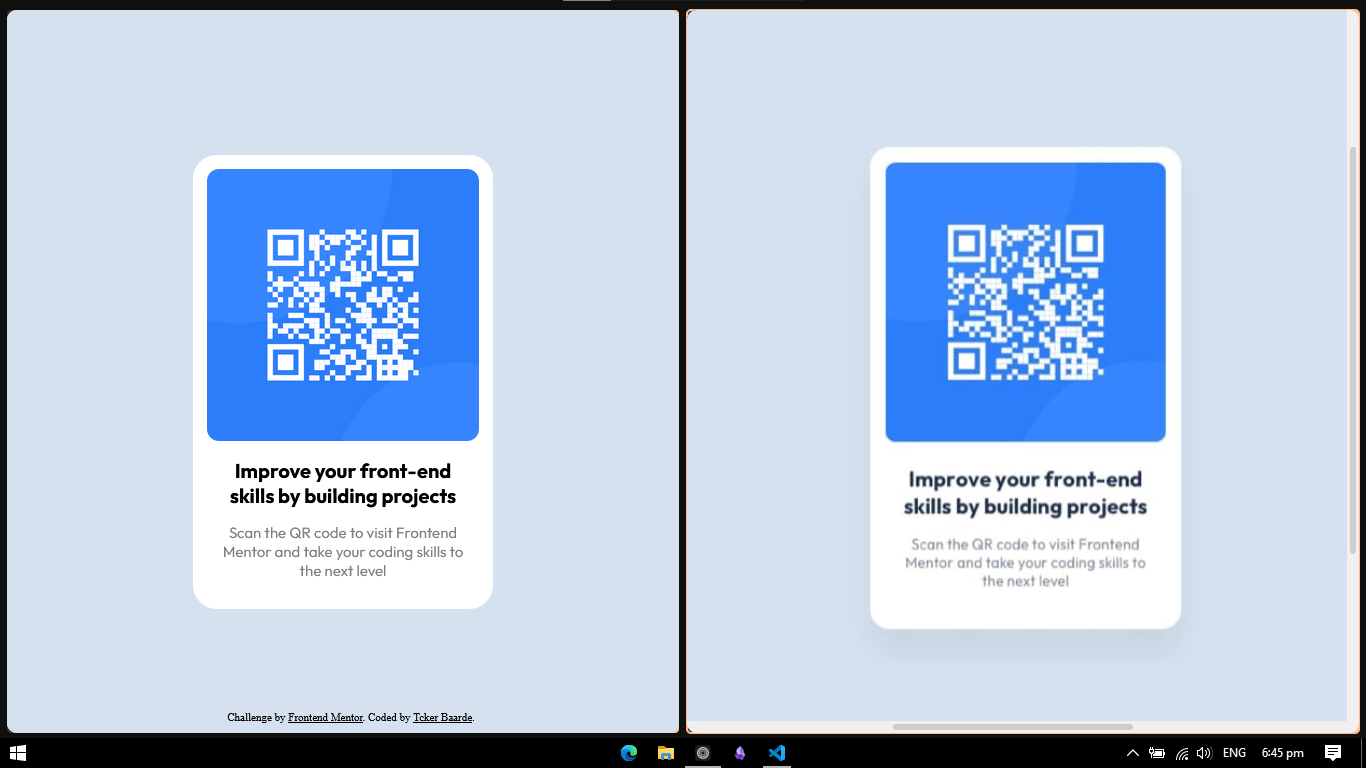 Improve your front-end
skills by building projects
Scan the QR code to visit Frontend
Mentor and take your coding skills to
the next level
Challenge by Frontend Mentor. Coded by Tcker Baarde.
Improve your front-end
skills by building projects
Scan the QR code to visit Frontend
Mentor and take your coding skills to
the next level
ENG
6:45 pm